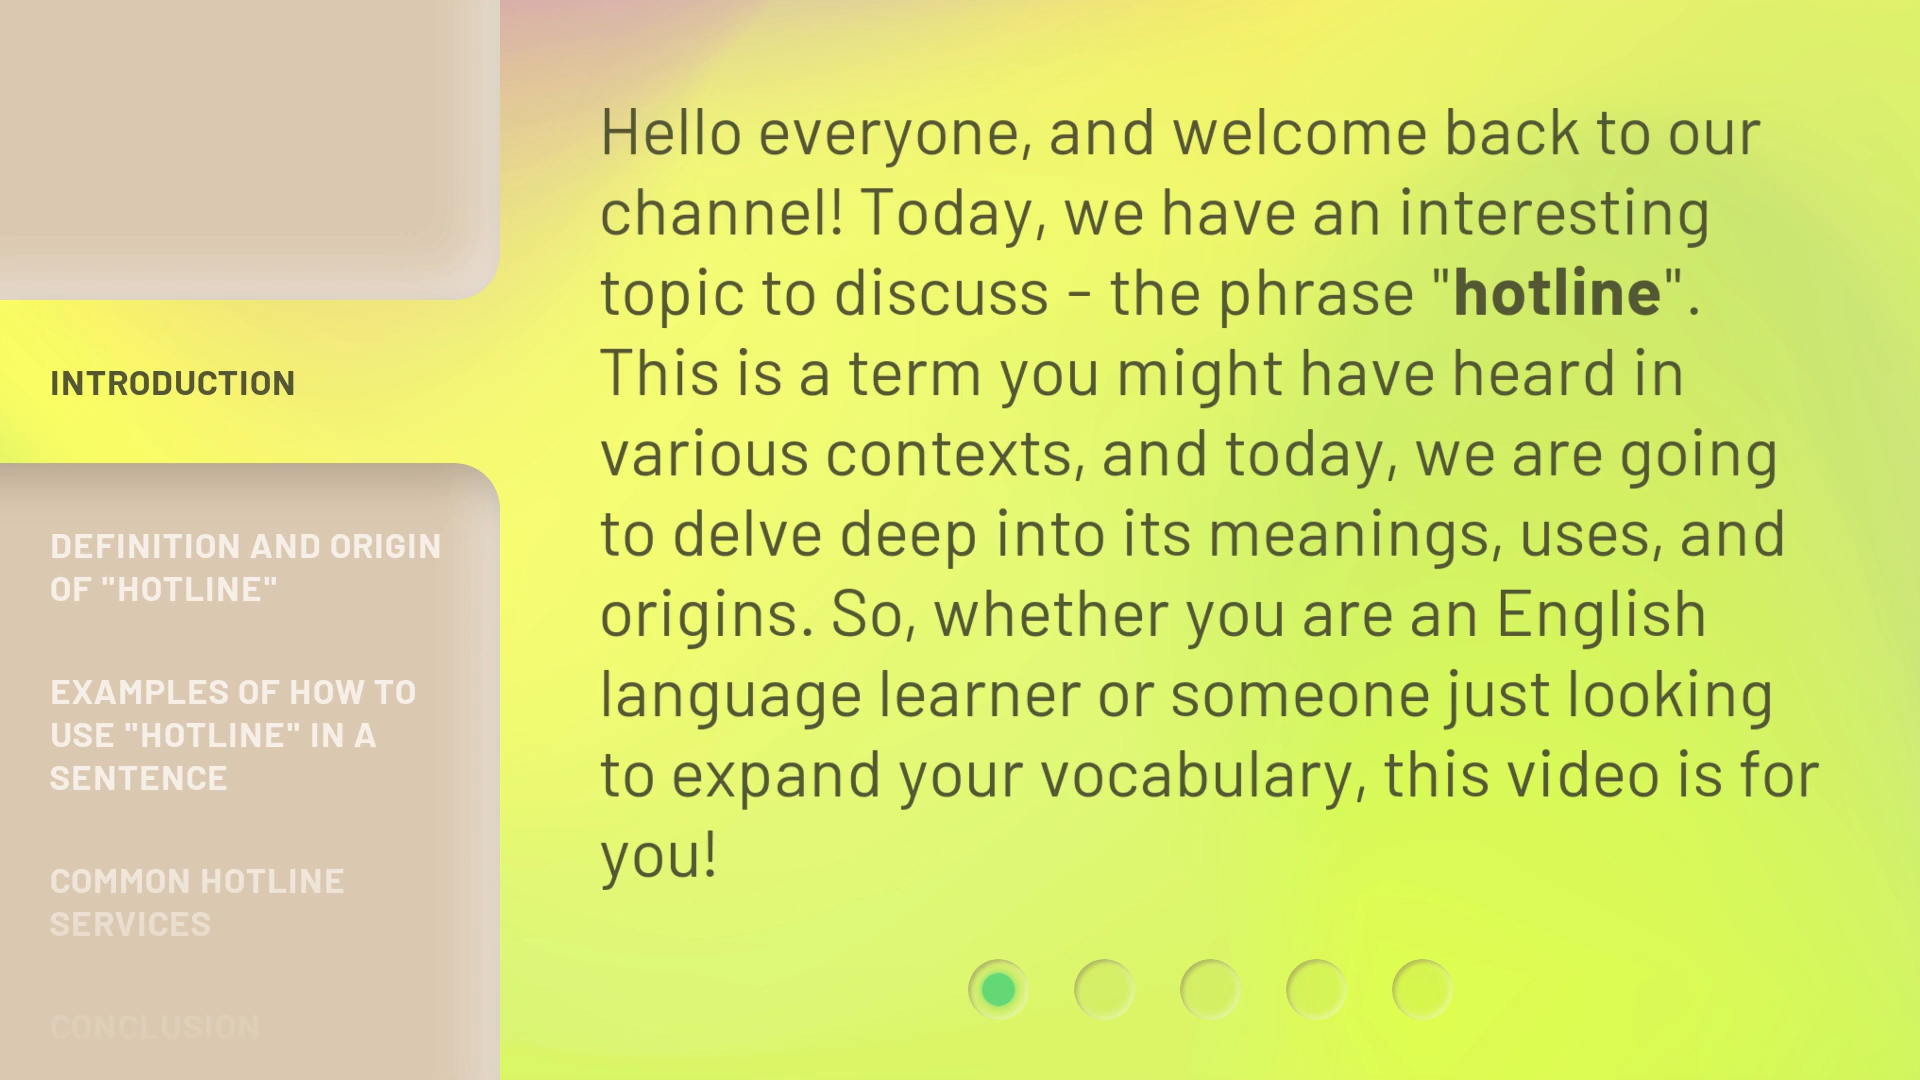 INTRODUCTION
DEFINITION AND ORIGIN
OF "HOTLINE"
EXAMPLES OF HOW TO
USE "HOTLINE" IN A
SENTENCE
COMMON HOTLINE
SERVICES
CONCLUSION
Hello everyone, and welcome back to our
channel! Today, we have an interesting
topic to discuss - the phrase "hotline".
This is a term you might have heard in
various contexts, and today, we are going
to delve deep into its meanings, uses, and
origins. So, whether you are an English
language learner or someone just looking
to expand your vocabulary, this video is for
you!